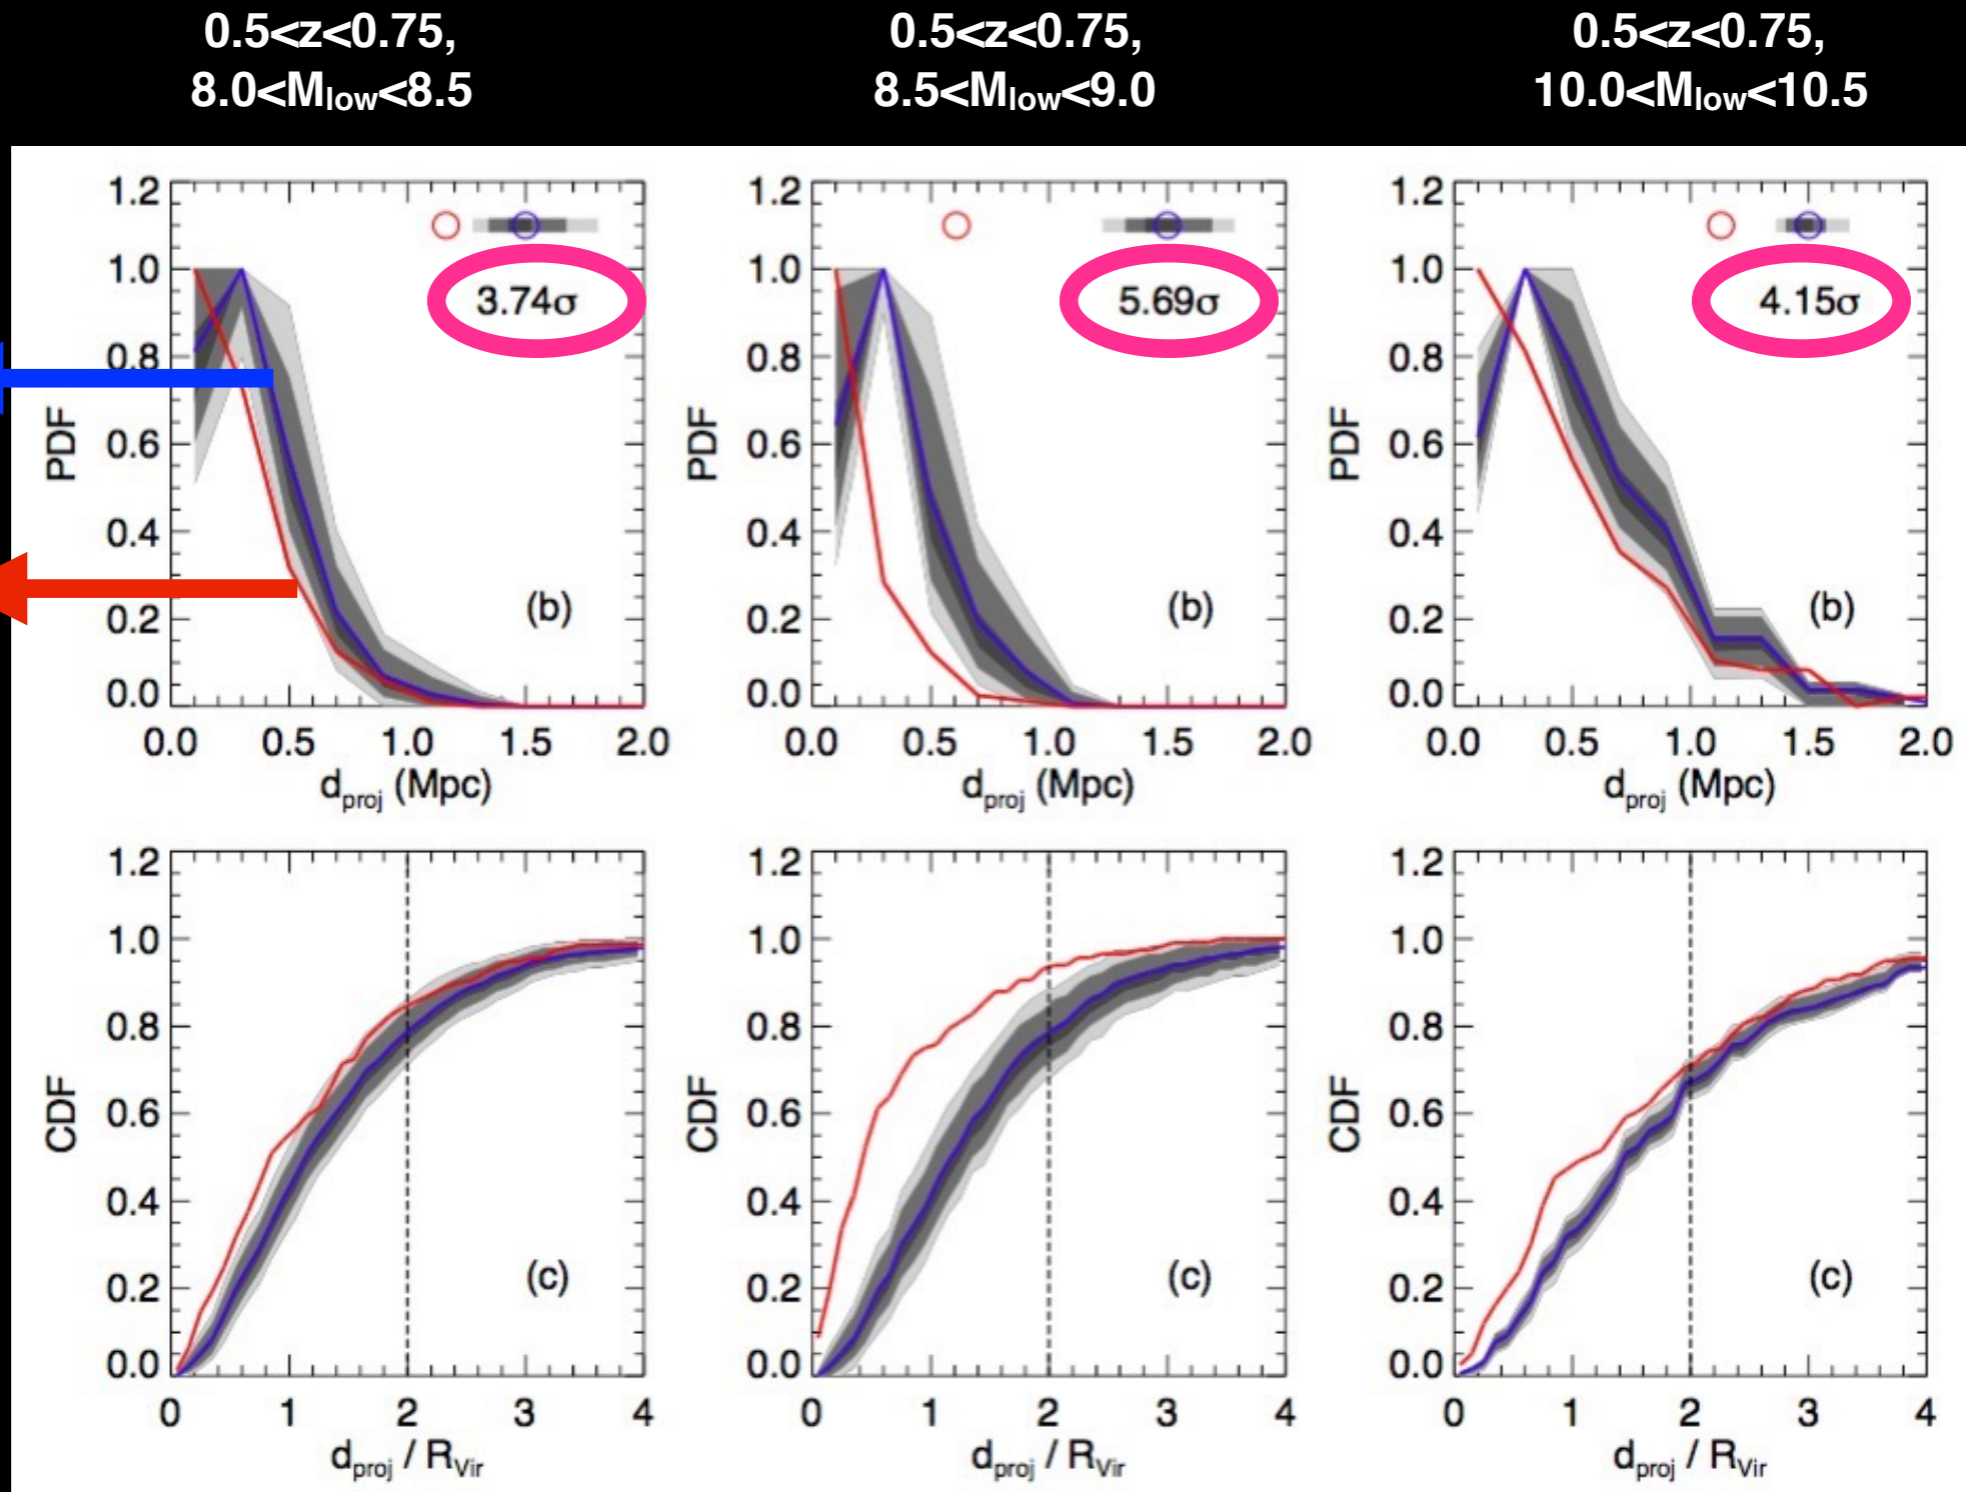 0.5<z<0.75,
8.0<Mlow<8.5
0.5<z<0.75,
8.5<Mlow<9.0
0.5<z<0.75,
10.0<Mlow<10.5
1.2
1.0
0.8
0.6
0.4
0.2
0.0
PDF
3.74σ
(b)
0.0 0.5 1.0 1.5 2.0
dproj (Mpc)
1.2
1.0
0.8
0.6
0.4
0.2
0.0
PDF
5.69σ
(b)
0.0 0.5 1.0 1.5 2.0
dproj (Mpc)
1.2
1.0
0.8
0.6
0.4
0.2
0.0
PDF
4.15σ
(b)
0.0 0.5 1.0 1.5 2.0
dproj (Mpc)
1.2
1.0
0.8
0.6
0.4
0.2
0.0
CDF
(c)
0 1 2 3 4
dproj / RVir
1.2
1.0
0.8
0.6
0.4
0.2
0.0
CDF
(c)
0 1 2 3 4
dproj / RVir
1.2
1.0
0.8
0.6
0.4
0.2
0.0
CDF
(c)
0 1 2 3 4
dproj / RVir